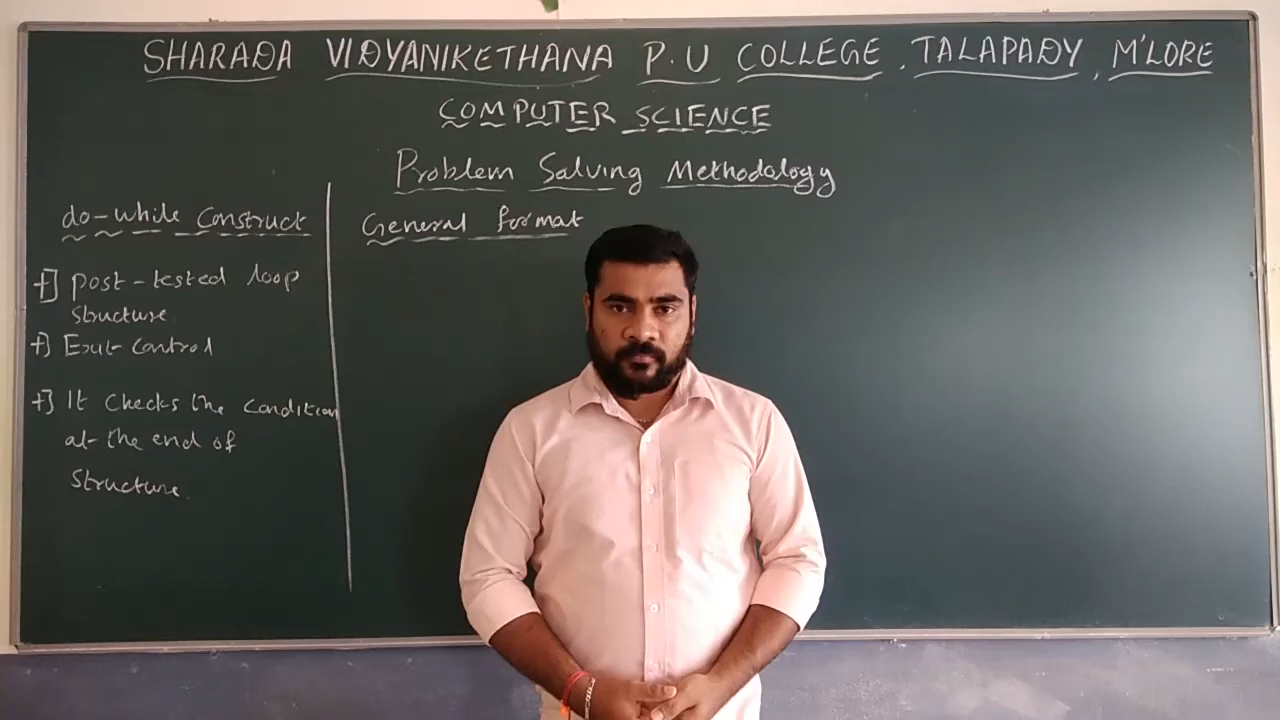 SHARADA VIDYANIKETHANA P.U COLLEGE, TALAPADY, M'LORE
COMPUTER SCIENCE
Problem Solving Methodology
do-while Construct
+] Post-tested loop
structure.
+] Exit-control
+] It checks the condition
at the end of
structure.
General format